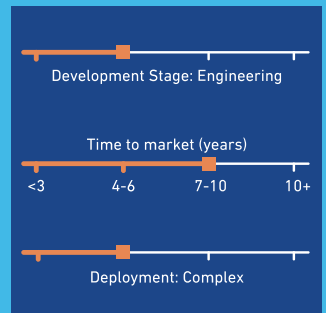 Development Stage: Engineering
Time to market (years)
<3 4-6 7-10 10+
Deployment: Complex